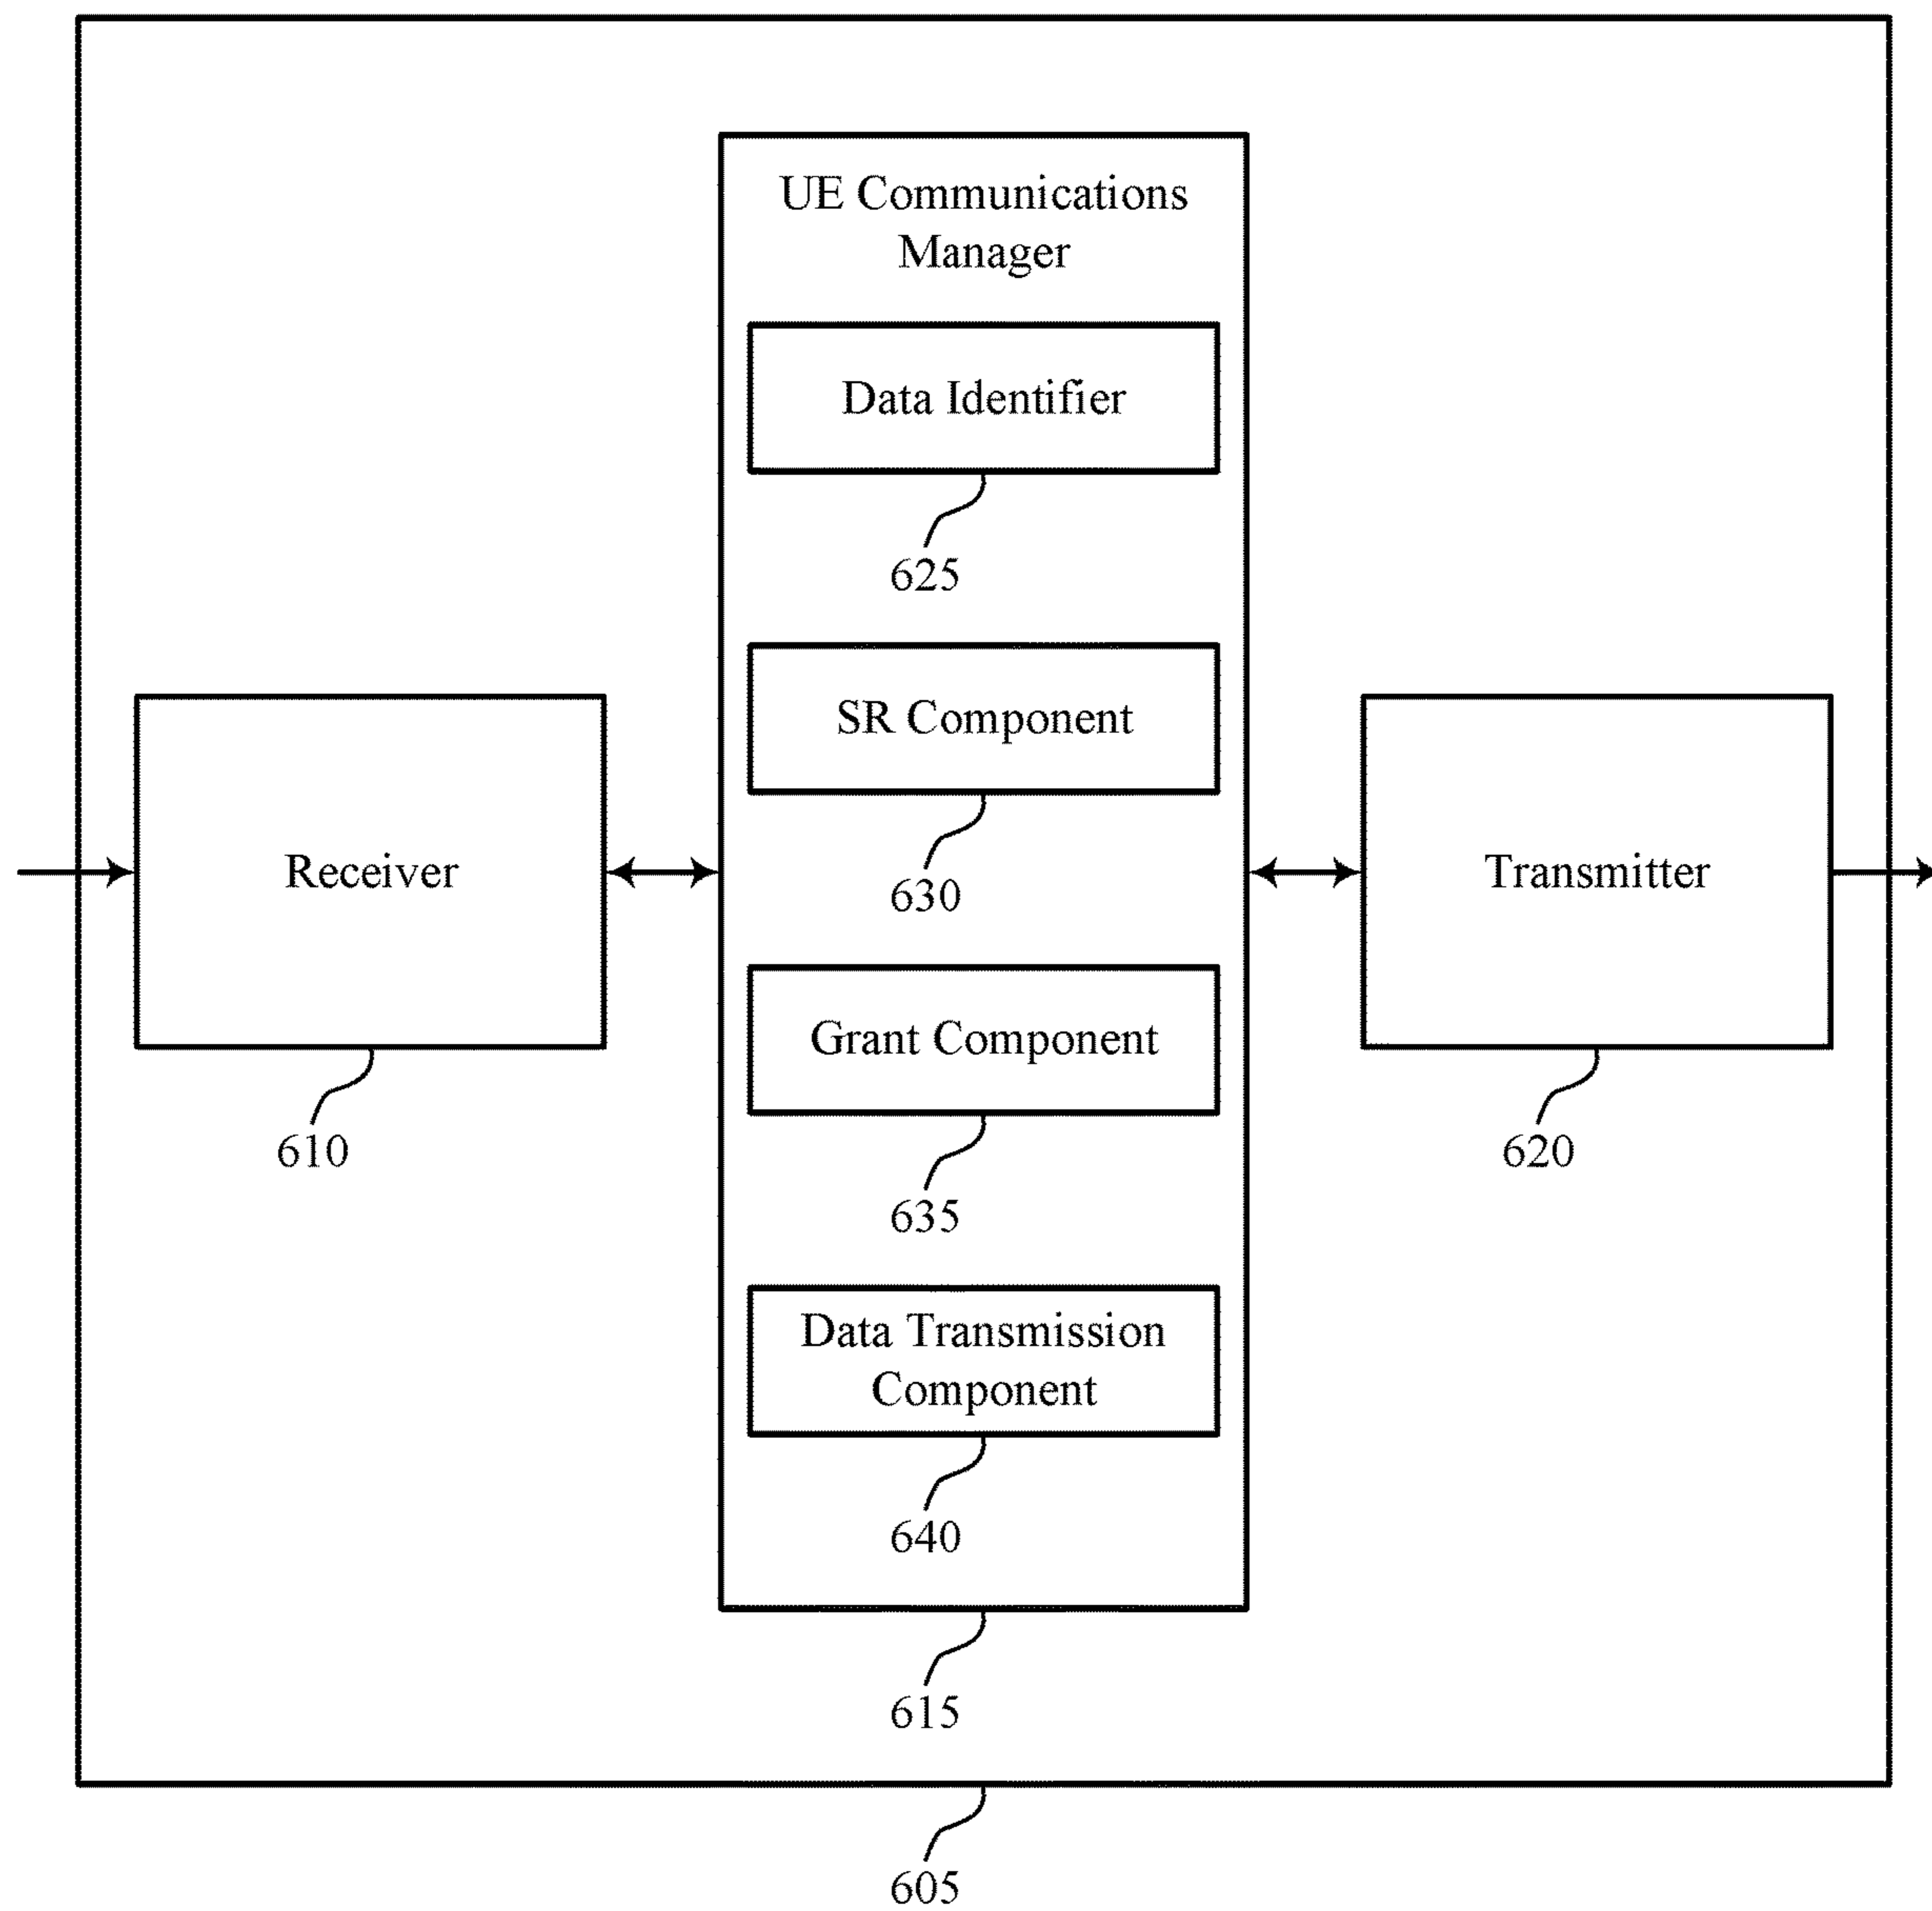 UE Communications
Manager
Data Identifier
625
SR Component
630
Receiver
610
Transmitter
620
Grant Component
635
Data Transmission
Component
640
615
605